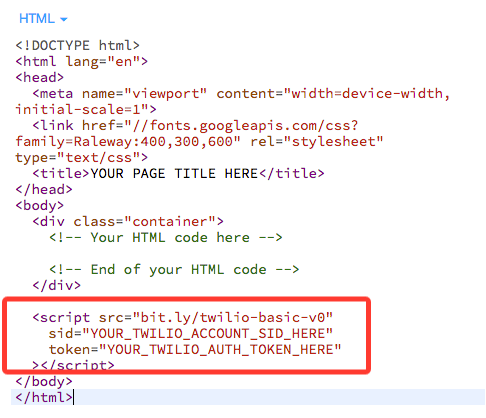 HTML
<!DOCTYPE html>
<html lang="en">
<head>
<meta name="viewport" content="width=device-width,
initial-scale=1">
<link href="//fonts.googleapis.com/css?
family=Raleway:400,300,600" rel="stylesheet"
type="text/css">
<title>YOUR PAGE TITLE HERE</title>
</head>
<body>
<div class="container">
<!-- Your HTML code here -->
<!-- End of your HTML code -->
</div>
<script src="bit.ly/twilio-basic-v0"
sid="YOUR_TWILIO_ACCOUNT_SID_HERE"
token="YOUR_TWILIO_AUTH_TOKEN_HERE"
></script>
</body>
</html>